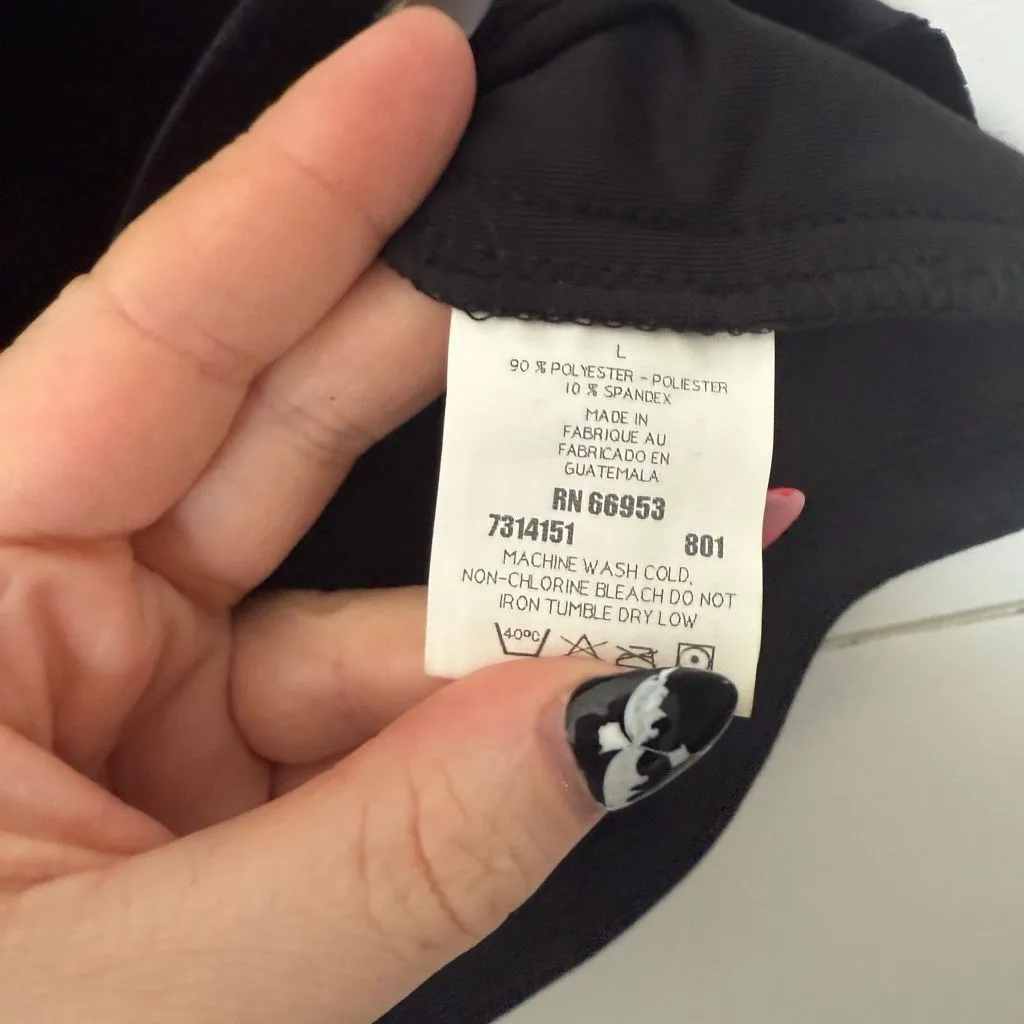 L
90 % POLYESTER - POLIESTER
10 % SPANDEX
MADE IN
FABRIQUE AU
FABRICADO EN
GUATEMALA
RN 66953
7314151 801
MACHINE WASH COLD,
NON-CHLORINE BLEACH DO NOT
IRON TUMBLE DRY LOW
40ºC